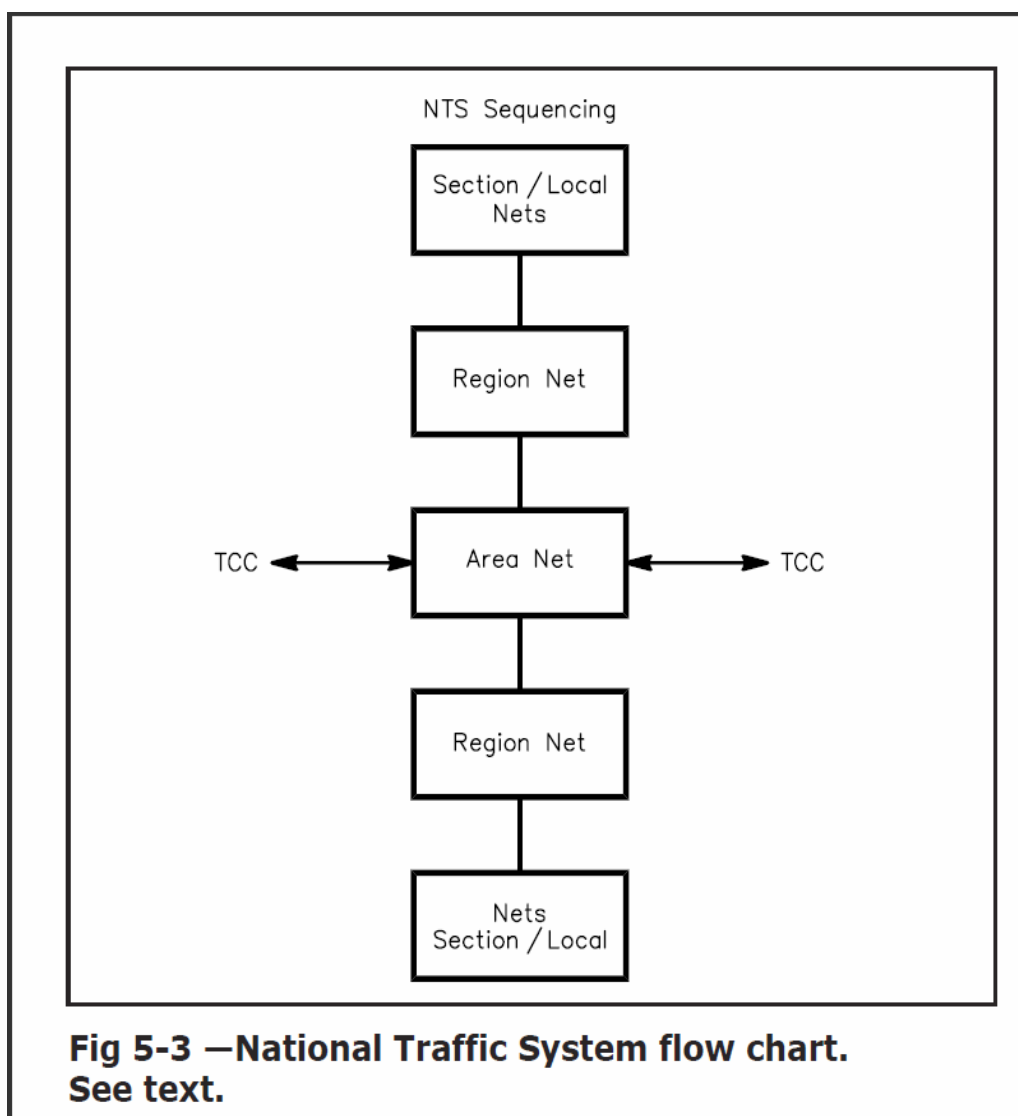 NTS Sequencing
Section / Local
Nets
Region Net
TCC
Area Net
TCC
Region Net
Nets
Section / Local
Fig 5-3 —National Traffic System flow chart.
See text.